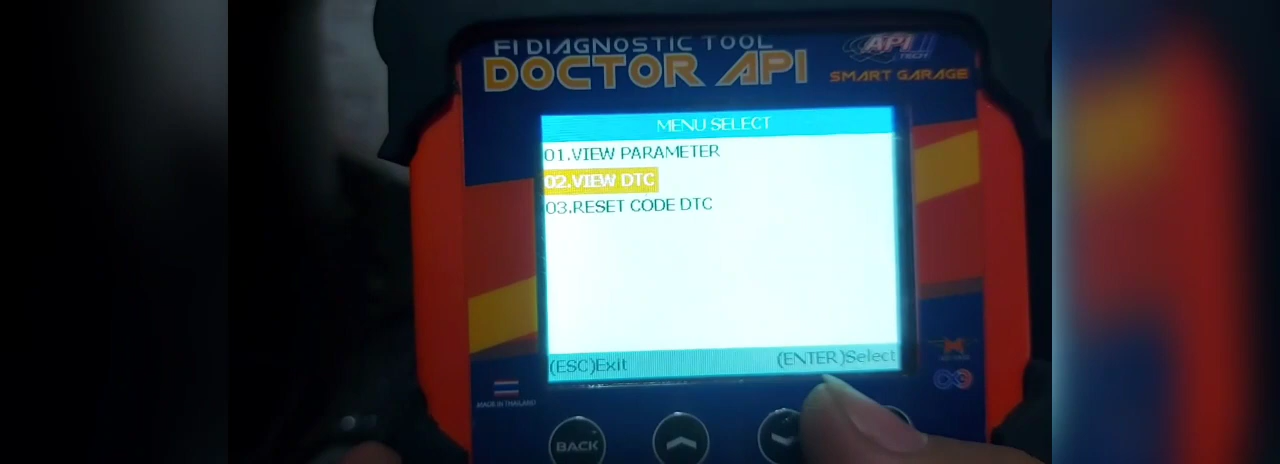 FI DIAGNOSTIC TOOL
DOCTOR API
API
TECH
SMART GARAGE
MENU SELECT
01.VIEW PARAMETER
02.VIEW DTC
03.RESET CODE DTC
(ESC)Exit
(ENTER)Select
MADE IN THAILAND
BACK